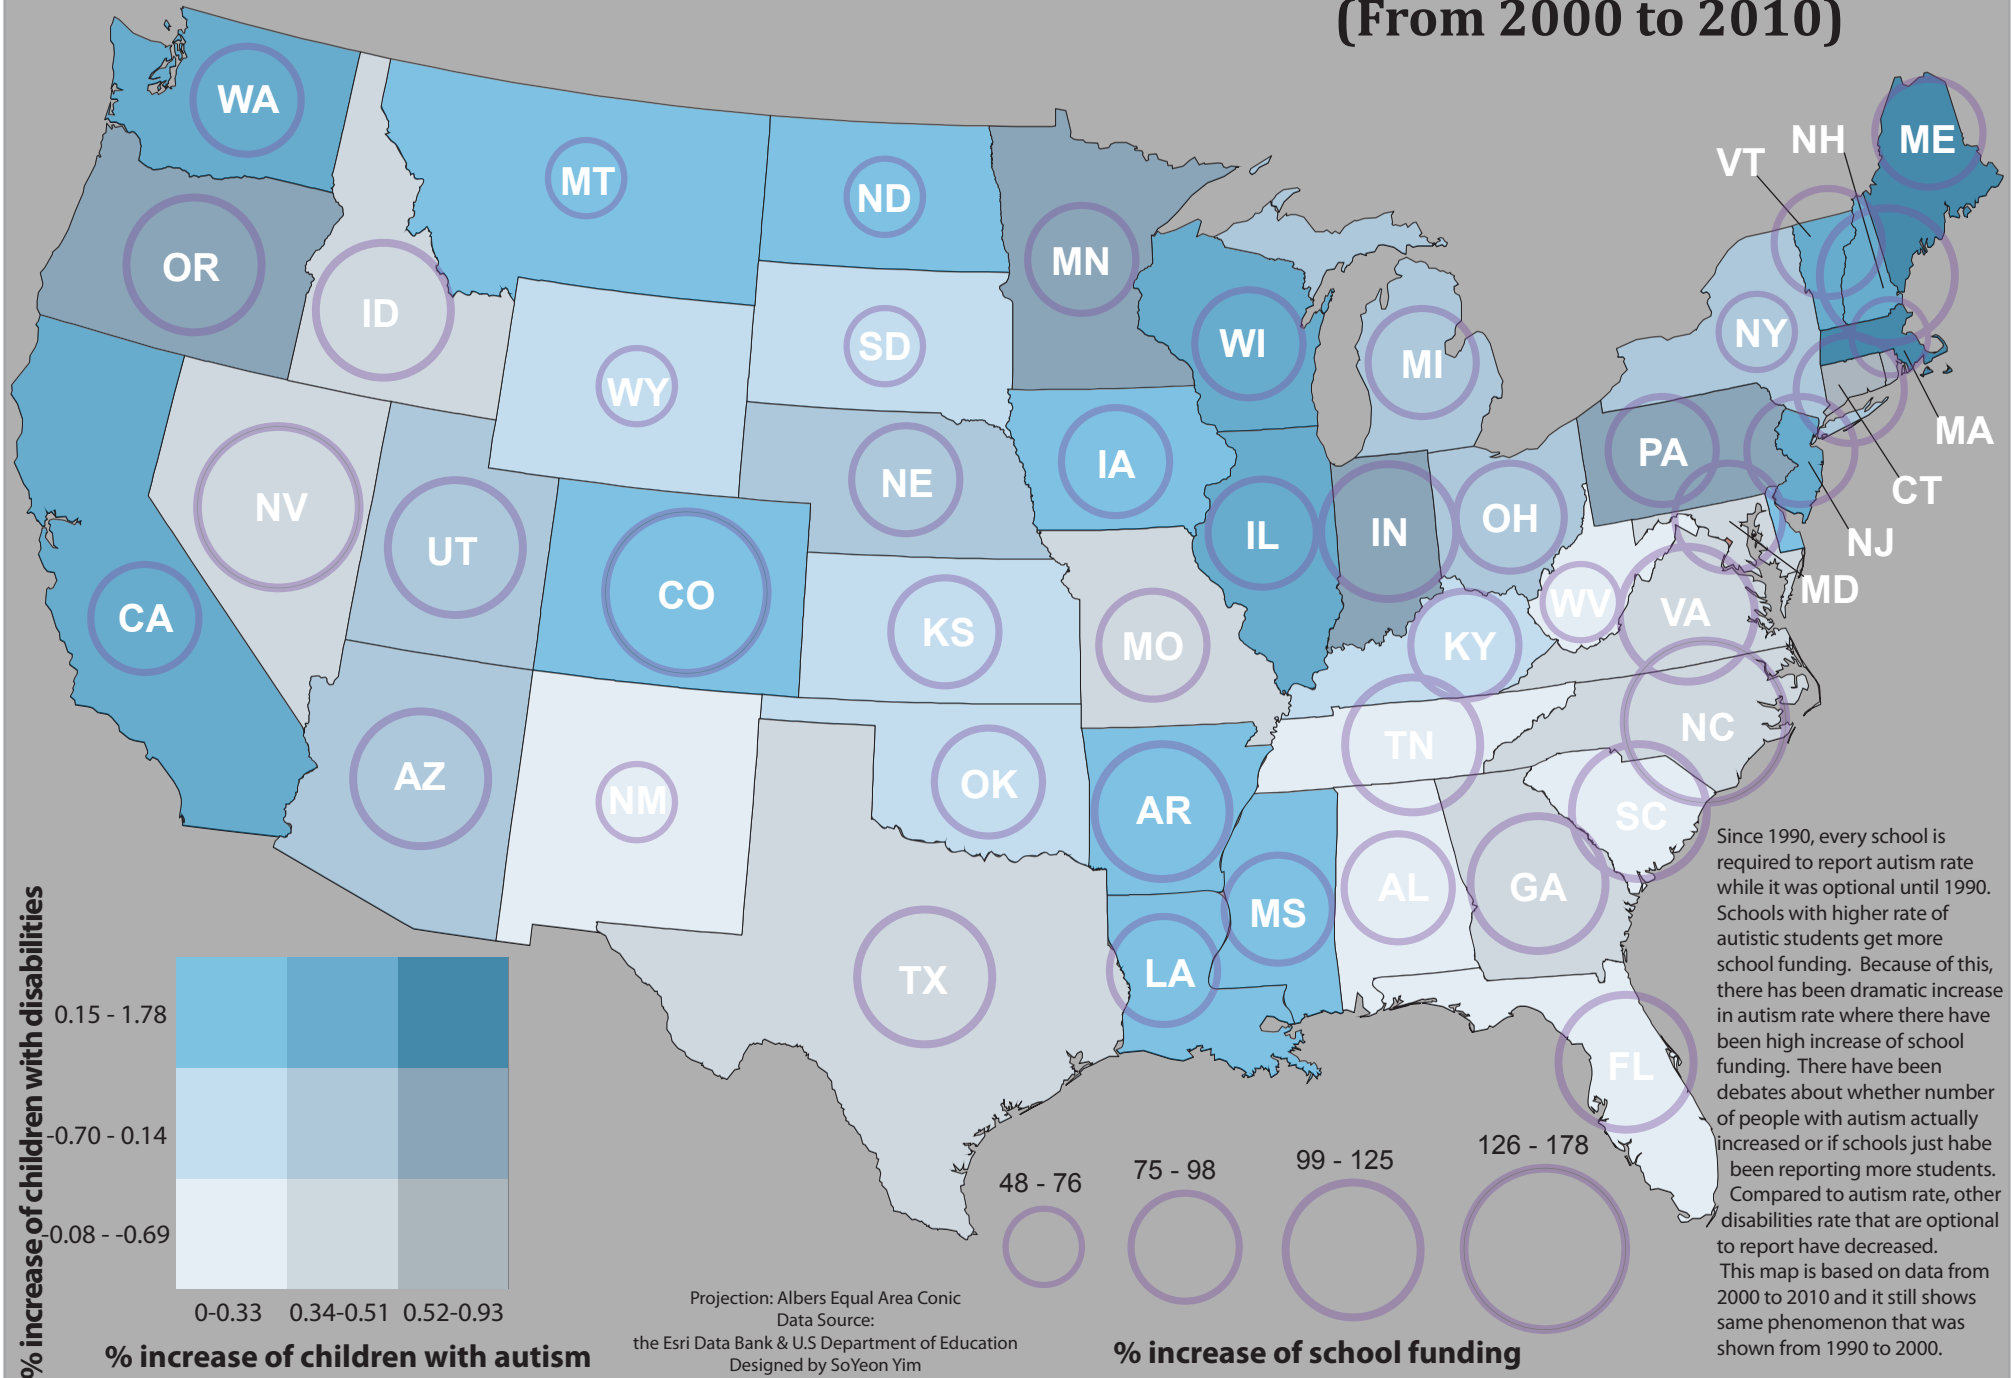 (From 2000 to 2010)
WA
MT
ND
MN
VT
NH
ME
OR
ID
WY
SD
WI
MI
NY
MA
NV
UT
CO
NE
IA
IL
IN
OH
PA
CT
NJ
MD
CA
KS
MO
KY
WV
VA
AZ
NM
OK
AR
TN
NC
SC
TX
LA
MS
AL
GA
FL
Since 1990, every school is
required to report autism rate
while it was optional until 1990.
Schools with higher rate of
autistic students get more
school funding. Because of this,
there has been dramatic increase
in autism rate where there have
been high increase of school
funding. There have been
debates about whether number
of people with autism actually
increased or if schools just habe
been reporting more students.
Compared to autism rate, other
disabilities rate that are optional
to report have decreased.
This map is based on data from
2000 to 2010 and it still shows
same phenomenon that was
shown from 1990 to 2000.
% increase of children with disabilities
0.15 - 1.78
-0.70 - 0.14
-0.08 - -0.69
0-0.33
0.34-0.51
0.52-0.93
% increase of children with autism
Projection: Albers Equal Area Conic
Data Source:
the Esri Data Bank & U.S Department of Education
Designed by SoYeon Yim
48 - 76
75 - 98
99 - 125
126 - 178
% increase of school funding